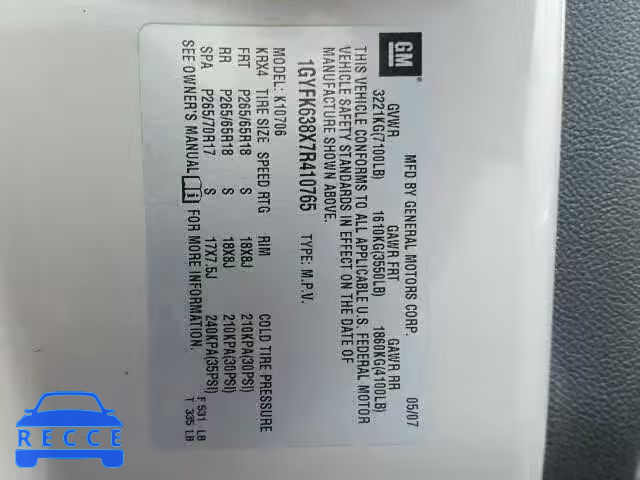 GM
MFD BY GENERAL MOTORS CORP. 05/07
GVWR GAWR FRT GAWR RR
3221KG(7100LB) 1610KG(3550LB) 1860KG(4100LB)
THIS VEHICLE CONFORMS TO ALL APPLICABLE U.S. FEDERAL MOTOR
VEHICLE SAFETY STANDARDS IN EFFECT ON THE DATE OF
MANUFACTURE SHOWN ABOVE.
1GYFK638X7R410765 TYPE: M.P.V.
MODEL: K10706
KRX4 TIRE SIZE SPEED RTG RIM COLD TIRE PRESSURE
FRT P265/65R18 S 18X8J 210KPA(30PSI)
RR P265/65R18 S 18X8J 210KPA(30PSI)
SPA P265/70R17 S 17X7.5J 240KPA(35PSI)
SEE OWNER'S MANUAL FOR MORE INFORMATION.
F 531 LB
T 335 LB
RECCE